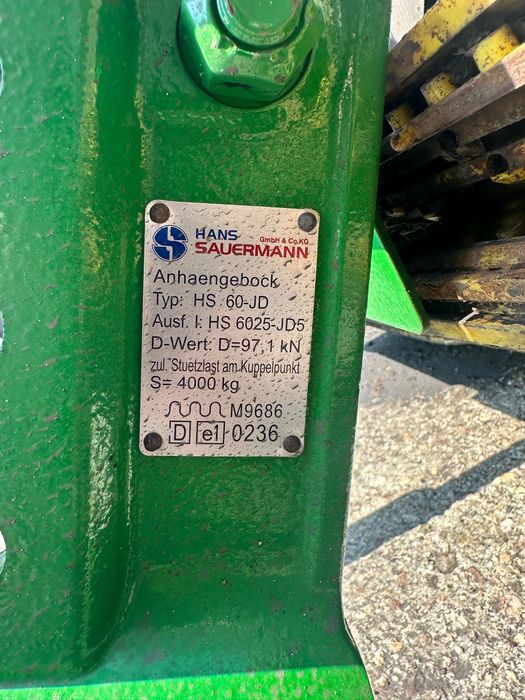 HANS GmbH & Co.KG
SAUERMANN
Anhaengebock
Typ: HS 60-JD
Ausf. I: HS 6025-JD5
D-Wert: D=97,1 kN
zul. Stuetzlast am Kuppelpunkt
S= 4000 kg
M9686
D e1 0236